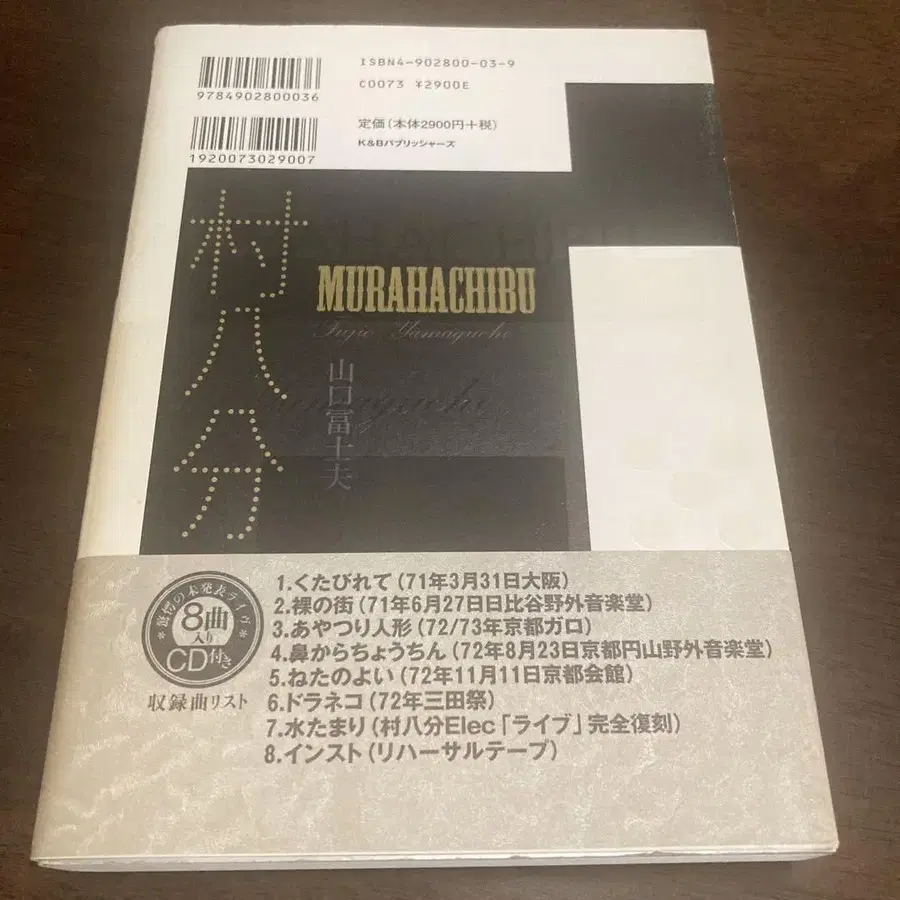 ISBN4-902800-03-9
C0073 ¥2900E
9784902800036
定価(本体2900円+税)
K&Bパブリッシャーズ
1920073029007
村八分
MURAHACHIBU
Fujio Yamaguchi
山口冨士夫
驚愕の未発表ライヴ
8曲
入り
CD付き
収録曲リスト
1.くたびれて(71年3月31日大阪)
2.裸の街(71年6月27日日比谷野外音楽堂)
3.あやつり人形(72/73年京都ガロ)
4.鼻からちょうちん(72年8月23日京都円山野外音楽堂)
5.ねたのよい(72年11月11日京都会館)
6.ドラネコ(72年三田祭)
7.水たまり(村八分Elec「ライブ」完全復刻)
8.インスト(リハーサルテープ)